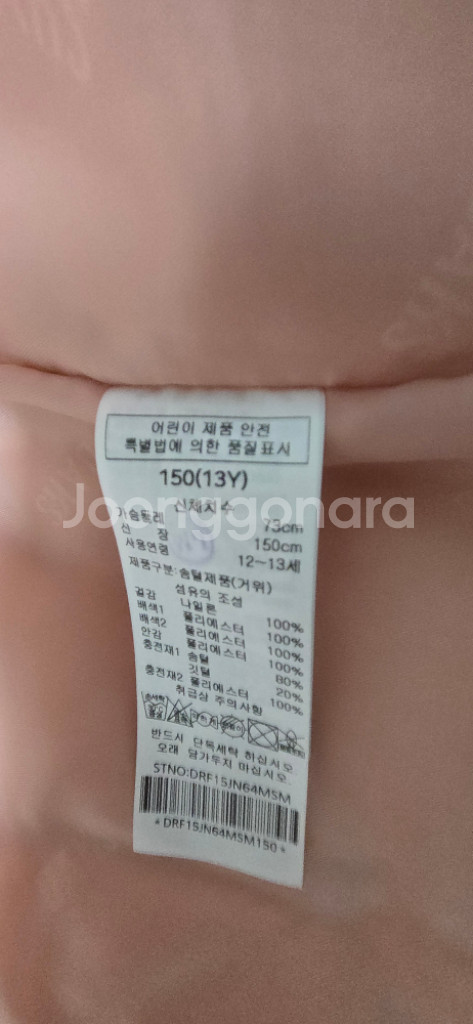 어린이 제품 안전
특별법에 의한 품질표시
150(13Y)
신체치수
가슴둘레 73cm
신 장 150cm
사용연령 12~13세
제품구분:솜털제품(거위)
섬유의 조성
겉감 나일론 100%
배색1 폴리에스터 100%
배색2 폴리에스터 100%
안감 폴리에스터 100%
충전재1 솜털 80%
깃털 20%
충전재2 폴리에스터 100%
취급상 주의사항
반드시 단독세탁 하십시오
오래 담가두지 마십시오.
STNO:DRF15JN64MSM
*DRF15JN64MSM150*
Joonggonara